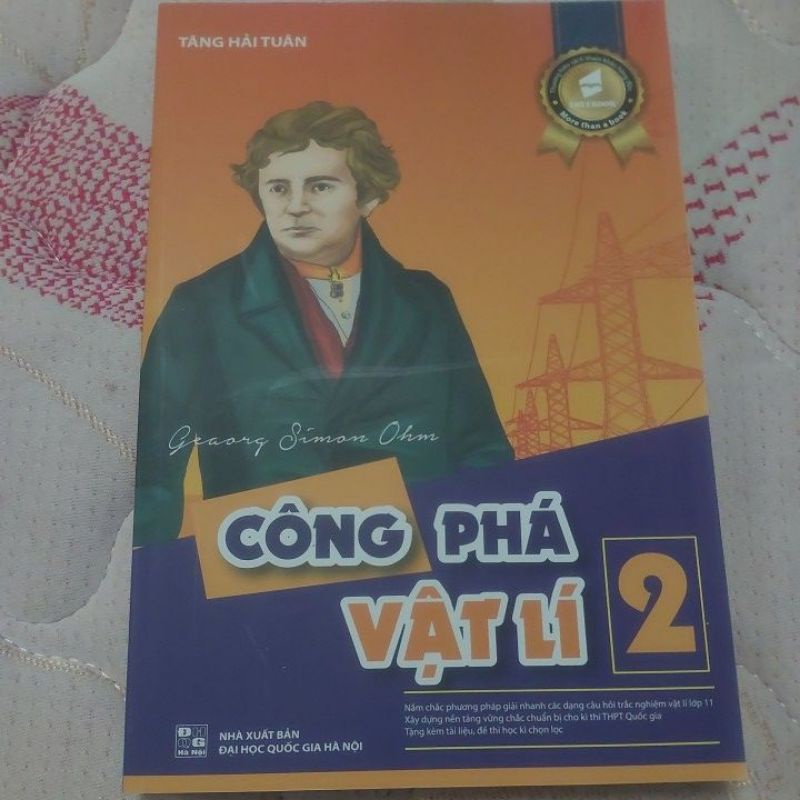 TĂNG HẢI TUÂN
More than a book
Geaorg Simon Ohm
CÔNG PHÁ
VẬT LÍ 2
Nắm chắc phương pháp giải nhanh các dạng câu hỏi trắc nghiệm vật lí lớp 11
Xây dựng nền tảng vững chắc chuẩn bị cho kì thi THPT Quốc gia
Tặng kèm tài liệu, đề thi học kì chọn lọc
NHÀ XUẤT BẢN
ĐẠI HỌC QUỐC GIA HÀ NỘI
Hà Nội